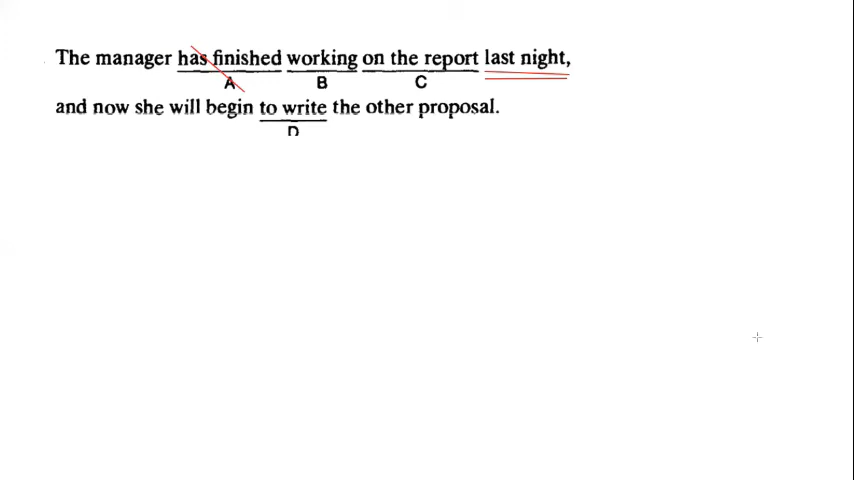 The manager has finished working on the report last night,
A B C
and now she will begin to write the other proposal.
D